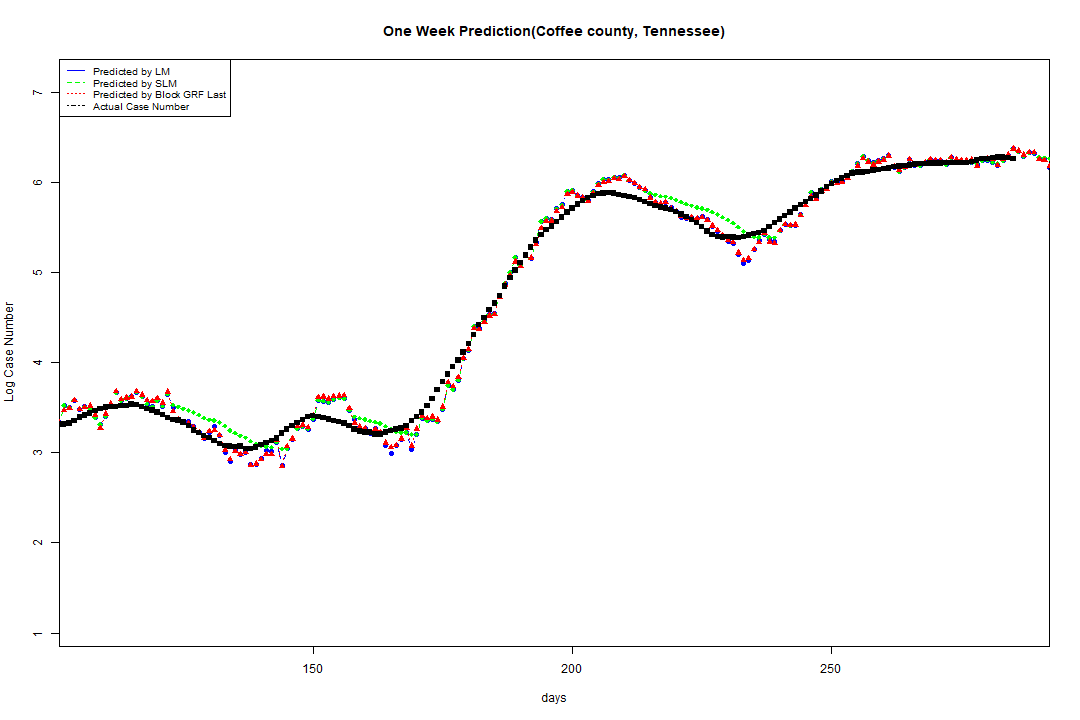 One Week Prediction(Coffee county, Tennessee)
Predicted by LM
Predicted by SLM
Predicted by Block GRF Last
Actual Case Number
7
6
5
4
3
2
1
Log Case Number
150
200
250
days